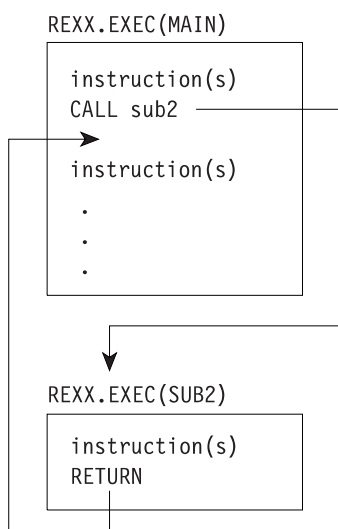 REXX.EXEC(MAIN)
instruction(s)
CALL sub2
instruction(s)
.
.
.
REXX.EXEC(SUB2)
instruction(s)
RETURN